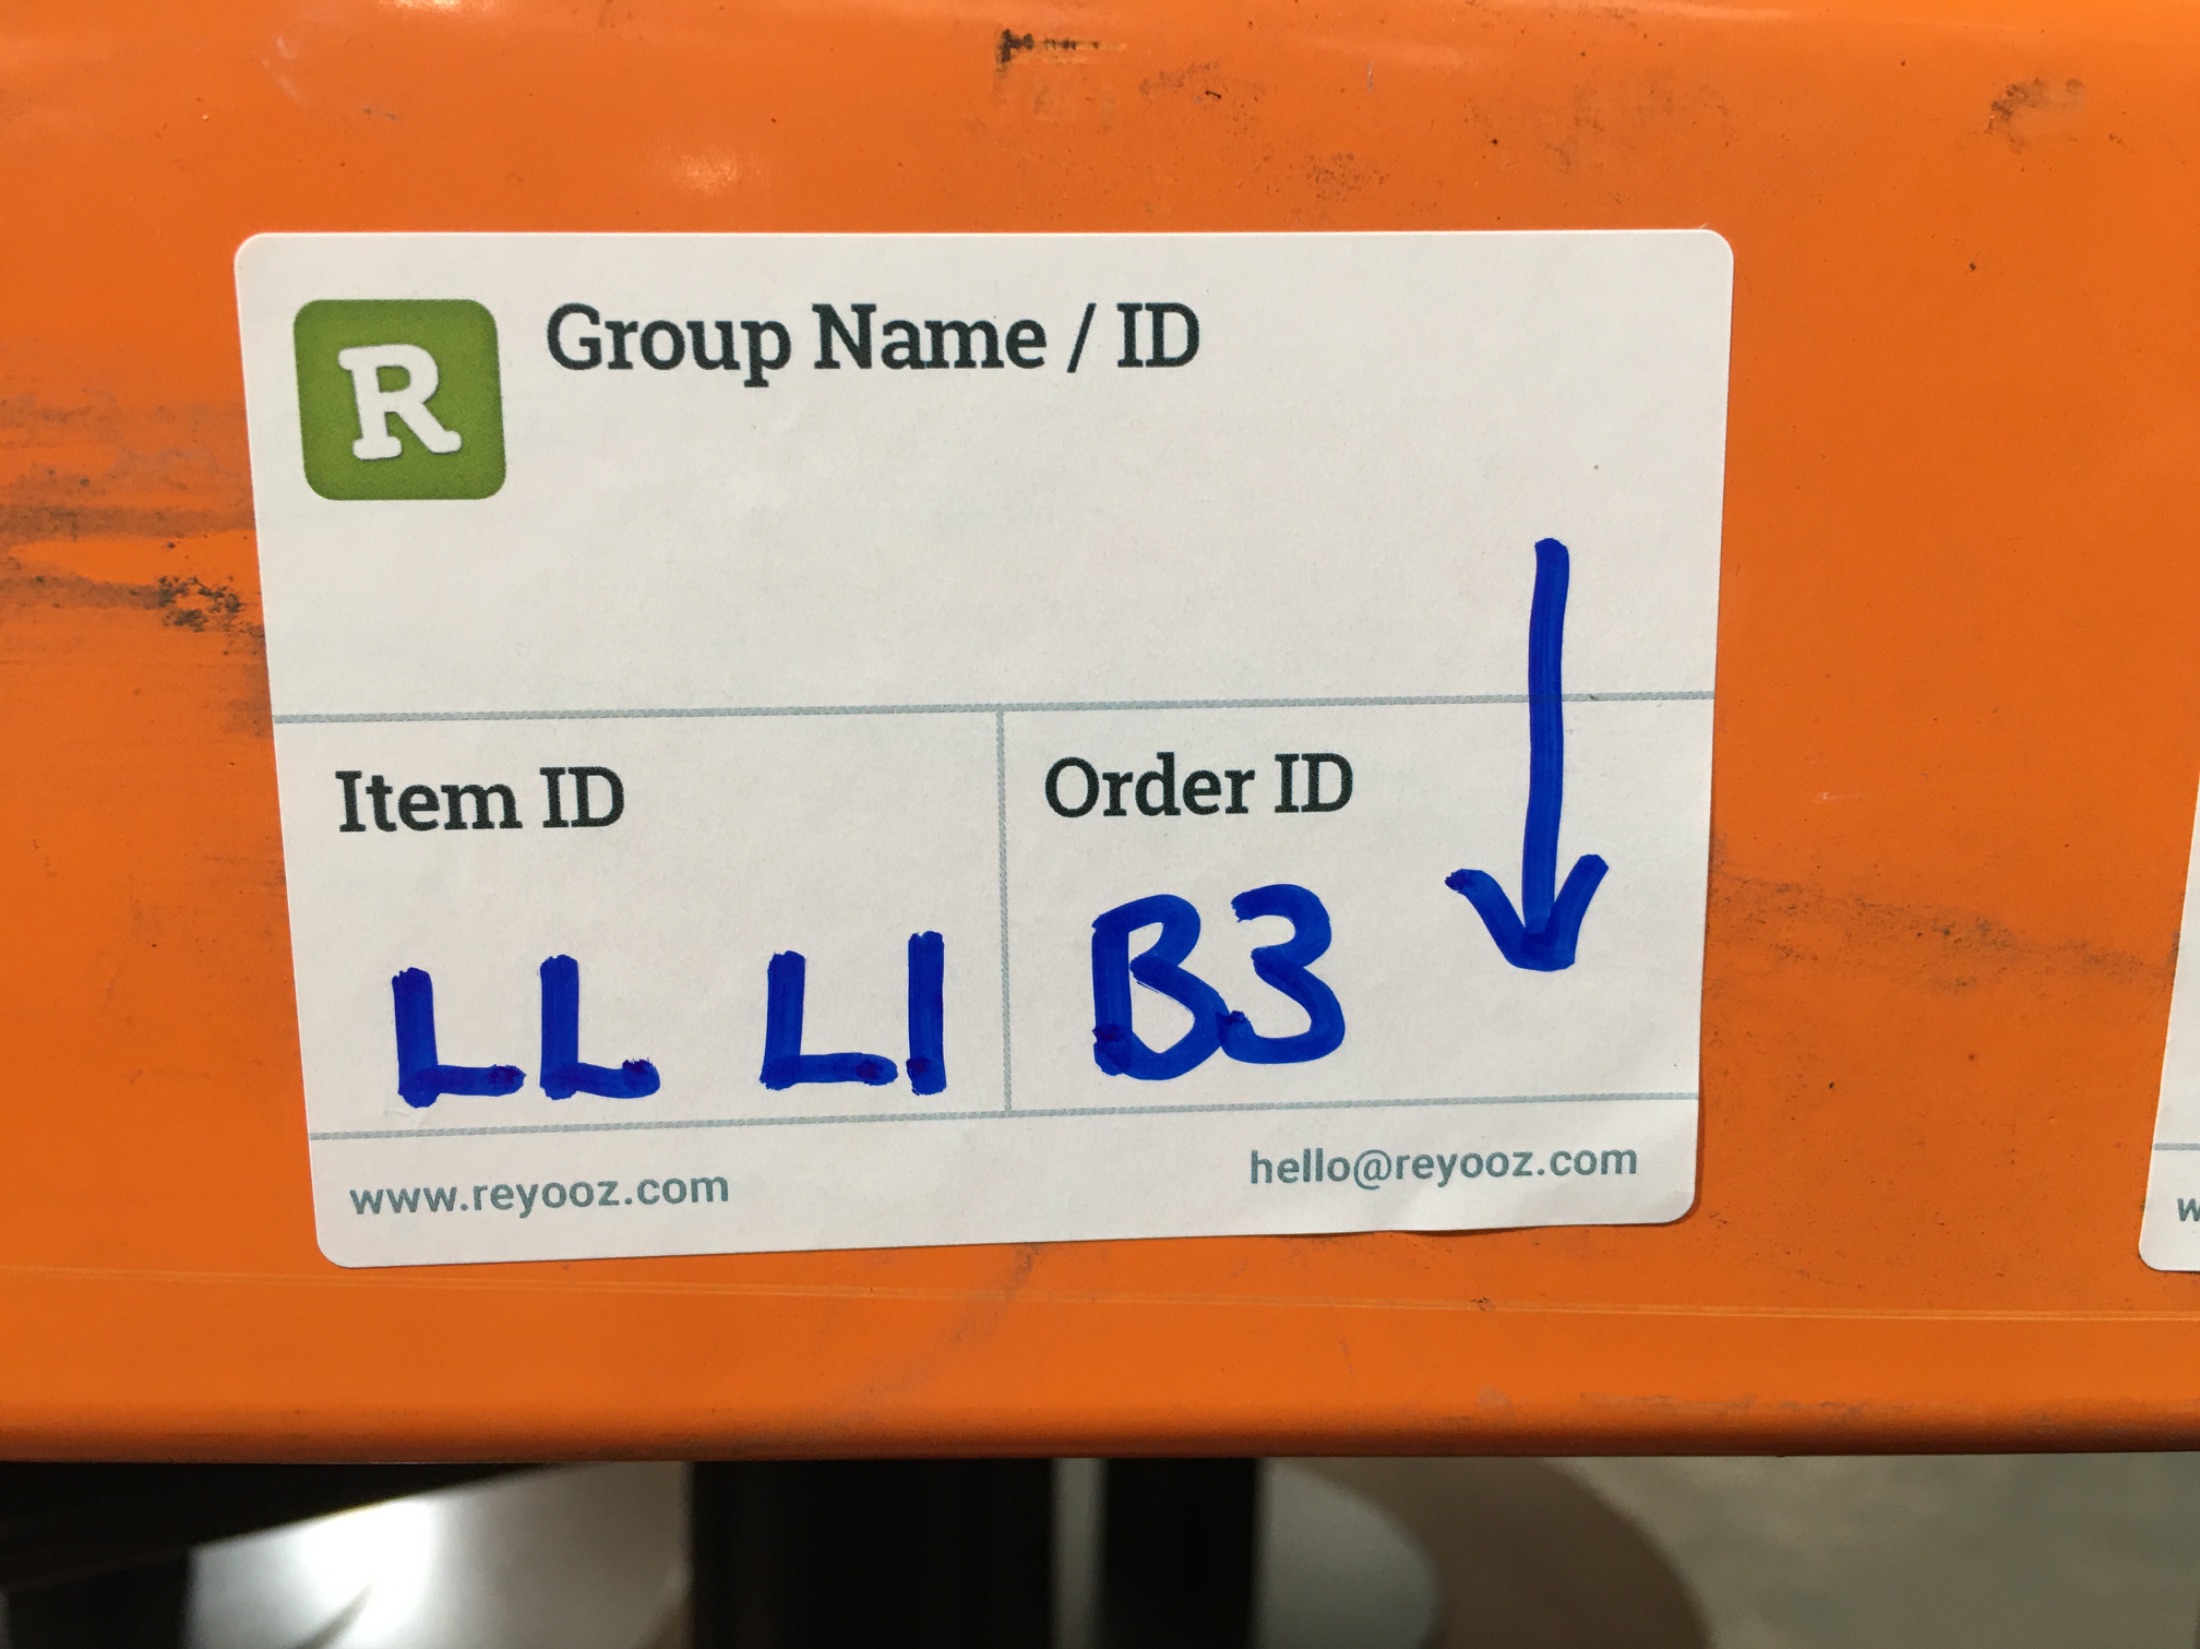 R Group Name / ID
Item ID Order ID
LL L1 B3
www.reyooz.com hello@reyooz.com
w